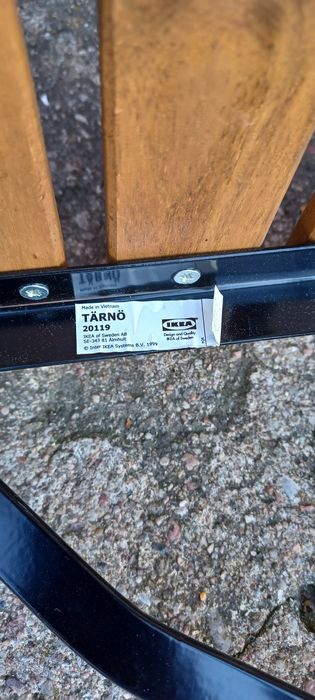 Made in Vietnam
TÄRNÖ
20119
IKEA of Sweden AB
SE-343 81 Älmhult
© Inter IKEA Systems B.V. 1999
IKEA
Design and Quality
IKEA of Sweden